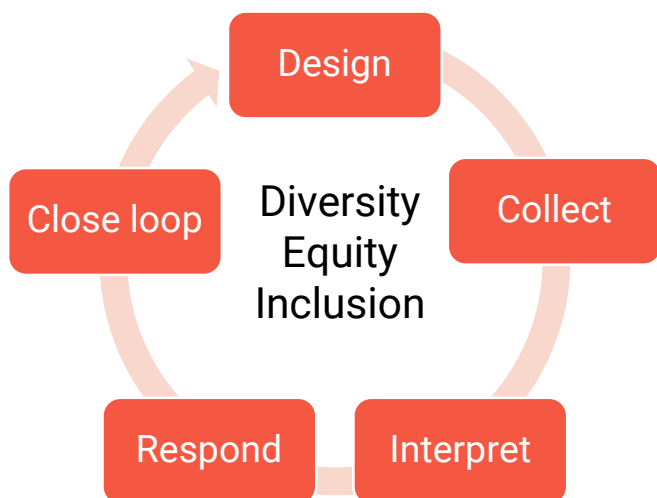 Design
Collect
Interpret
Respond
Close loop
Diversity
Equity
Inclusion